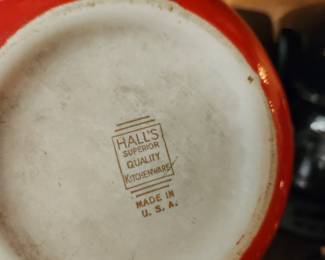 HALL'S
SUPERIOR
QUALITY
KITCHENWARE
MADE IN
U. S. A.